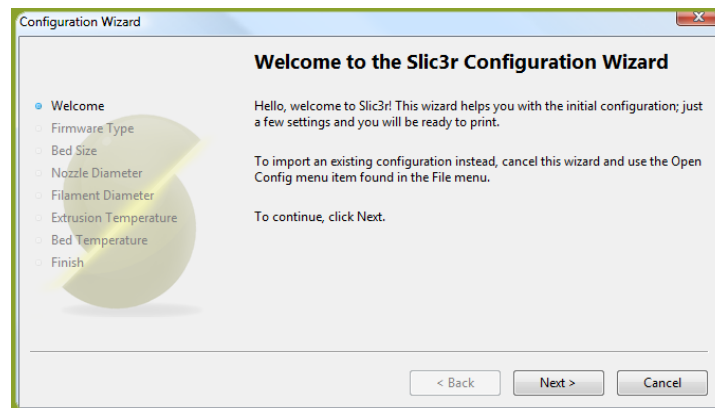 Configuration Wizard
Welcome to the Slic3r Configuration Wizard
Welcome
Firmware Type
Bed Size
Nozzle Diameter
Filament Diameter
Extrusion Temperature
Bed Temperature
Finish
Hello, welcome to Slic3r! This wizard helps you with the initial configuration; just
a few settings and you will be ready to print.
To import an existing configuration instead, cancel this wizard and use the Open
Config menu item found in the File menu.
To continue, click Next.
< Back
Next >
Cancel